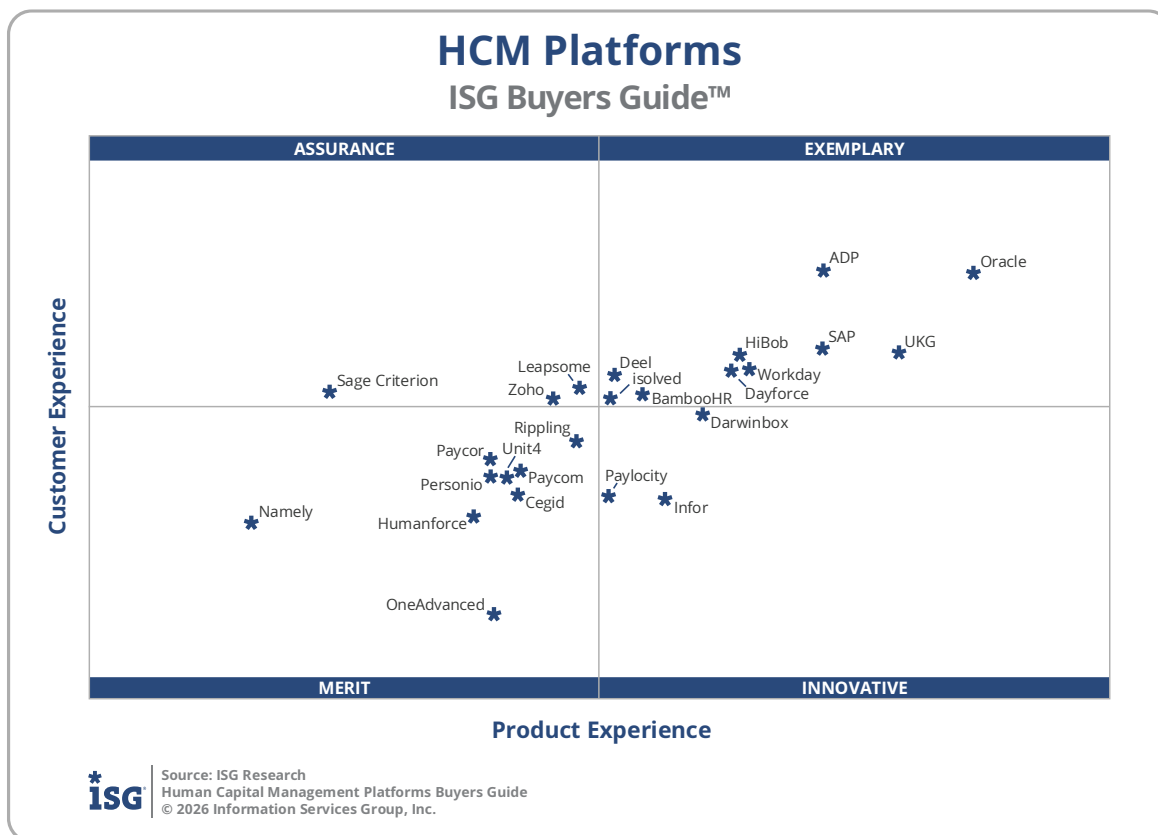 HCM Platforms
ISG Buyers Guide™
ASSURANCE
EXEMPLARY
ADP
Oracle
SAP
UKG
HiBob
Leapsome
Deel
isolved
Workday
Sage Criterion
Zoho
BambooHR
Dayforce
Darwinbox
Rippling
Paycor
Unit4
Personio
Paycom
Paylocity
Cegid
Infor
Namely
Humanforce
OneAdvanced
Customer Experience
MERIT
INNOVATIVE
Product Experience
iSG
Source: ISG Research
Human Capital Management Platforms Buyers Guide
© 2026 Information Services Group, Inc.